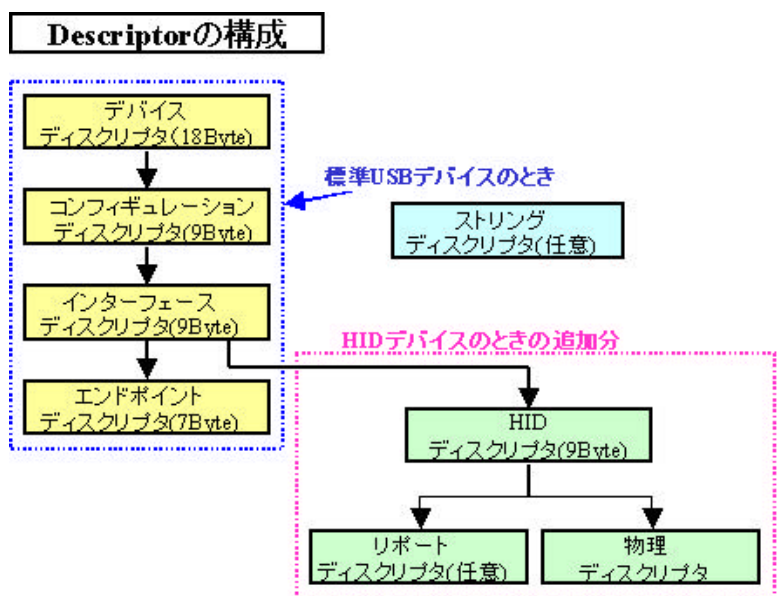 Descriptorの構成
デバイス
ディスクリプタ(18Byte)
標準USBデバイスのとき
コンフィギュレーション
ディスクリプタ(9Byte)
ストリング
ディスクリプタ(任意)
インターフェース
ディスクリプタ(9Byte)
HIDデバイスのときの追加分
エンドポイント
ディスクリプタ(7Byte)
HID
ディスクリプタ(9Byte)
リポート
ディスクリプタ(任意)
物理
ディスクリプタ